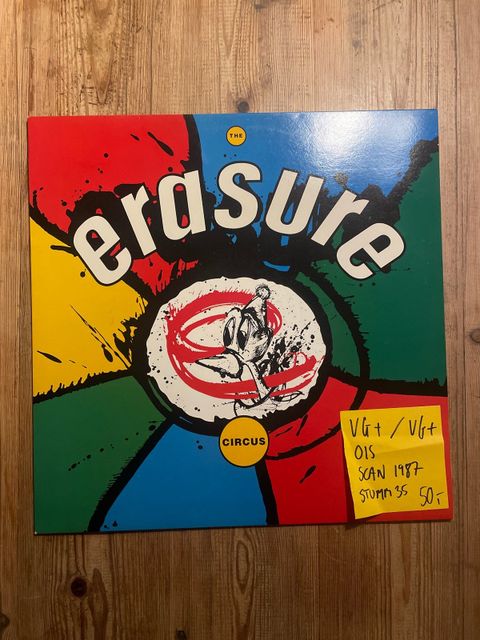 THE
erasure
CIRCUS
VG+ / VG+
OIS
SCAN 1987
STUMM 35
50,-